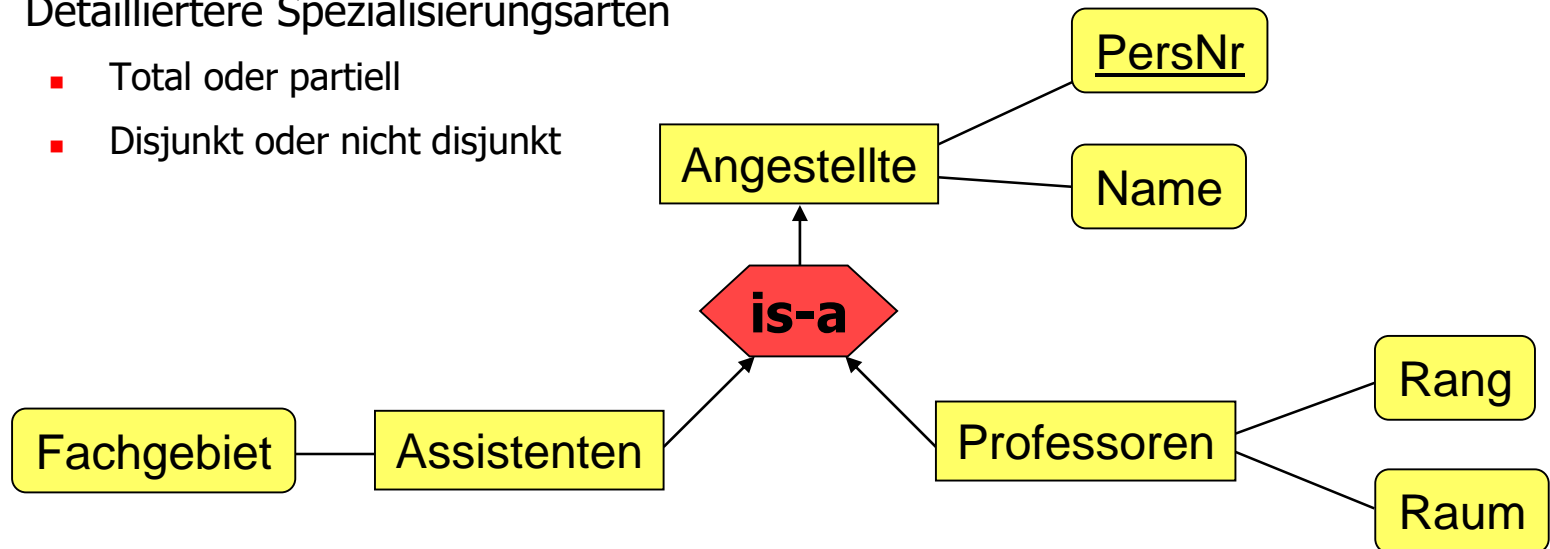 Detailliertere Spezialisierungsarten
Total oder partiell
Disjunkt oder nicht disjunkt
PersNr
Angestellte
Name
is-a
Rang
Fachgebiet
Assistenten
Professoren
Raum